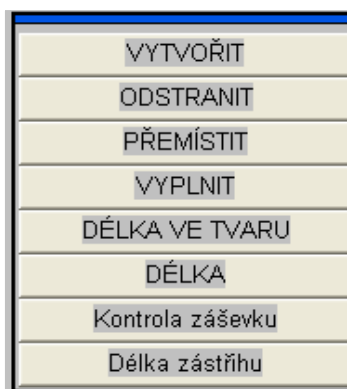 VYTVOŘIT
ODSTRANIT
PŘEMÍSTIT
VYPLNIT
DÉLKA VE TVARU
DÉLKA
Kontrola záševku
Délka zástřihu